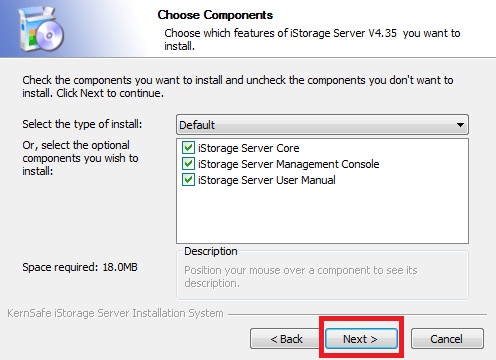 Choose Components
Choose which features of iStorage Server V4.35 you want to
install.
Check the components you want to install and uncheck the components you don't want to
install. Click Next to continue.
Select the type of install:
Default
Or, select the optional
components you wish to
install:
iStorage Server Core
iStorage Server Management Console
iStorage Server User Manual
Space required: 18.0MB
Description
Position your mouse over a component to see its
description.
KernSafe iStorage Server Installation System
< Back
Next >
Cancel